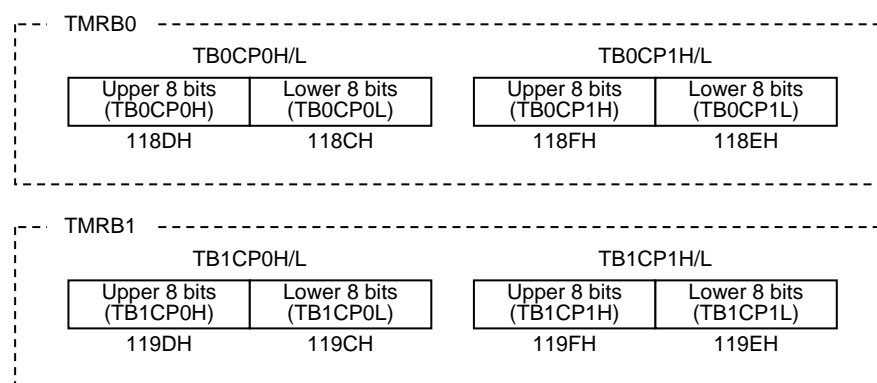 TMRB0
TB0CP0H/L TB0CP1H/L
Upper 8 bits Lower 8 bits Upper 8 bits Lower 8 bits
(TB0CP0H) (TB0CP0L) (TB0CP1H) (TB0CP1L)
118DH 118CH 118FH 118EH
TMRB1
TB1CP0H/L TB1CP1H/L
Upper 8 bits Lower 8 bits Upper 8 bits Lower 8 bits
(TB1CP0H) (TB1CP0L) (TB1CP1H) (TB1CP1L)
119DH 119CH 119FH 119EH